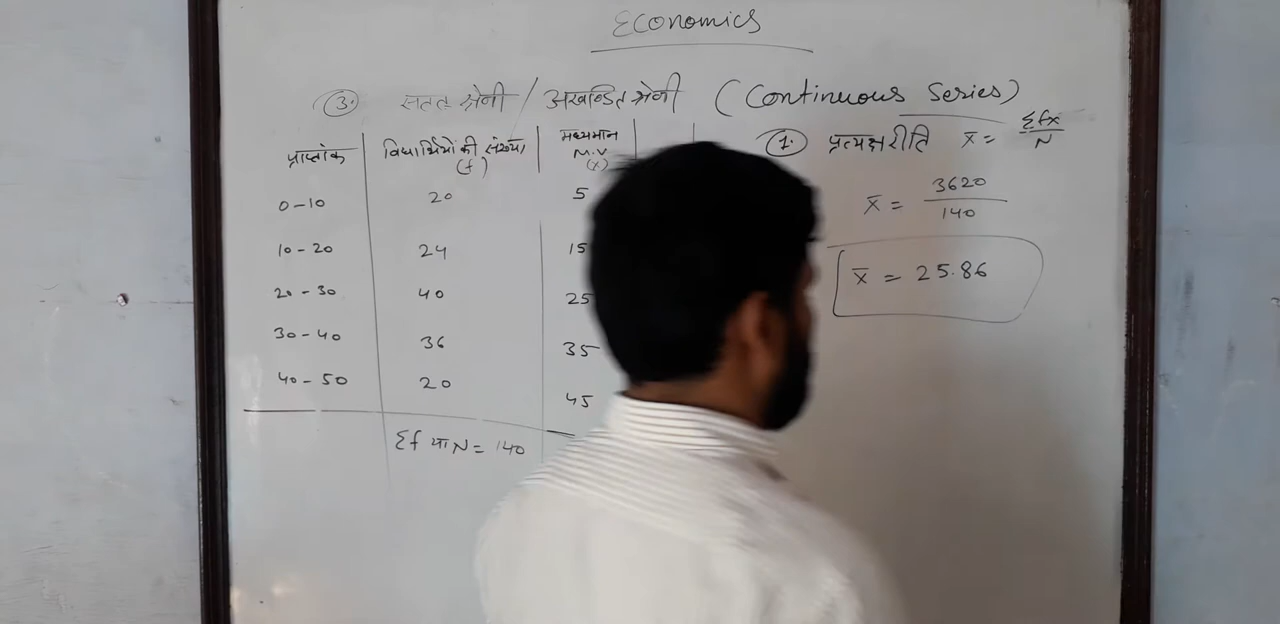 Economics
3. सतत श्रेणी / अखण्डित श्रेणी (Continuous Series)
प्राप्तांक विद्यार्थियों की संख्या (f) मध्यमान M.V (x)
0-10 20 5
10-20 24 15
20-30 40 25
30-40 36 35
40-50 20 45
Σf या N = 140
1. प्रत्यक्ष रीति x̄ = Σfx/N
x̄ = 3620/140
x̄ = 25.86